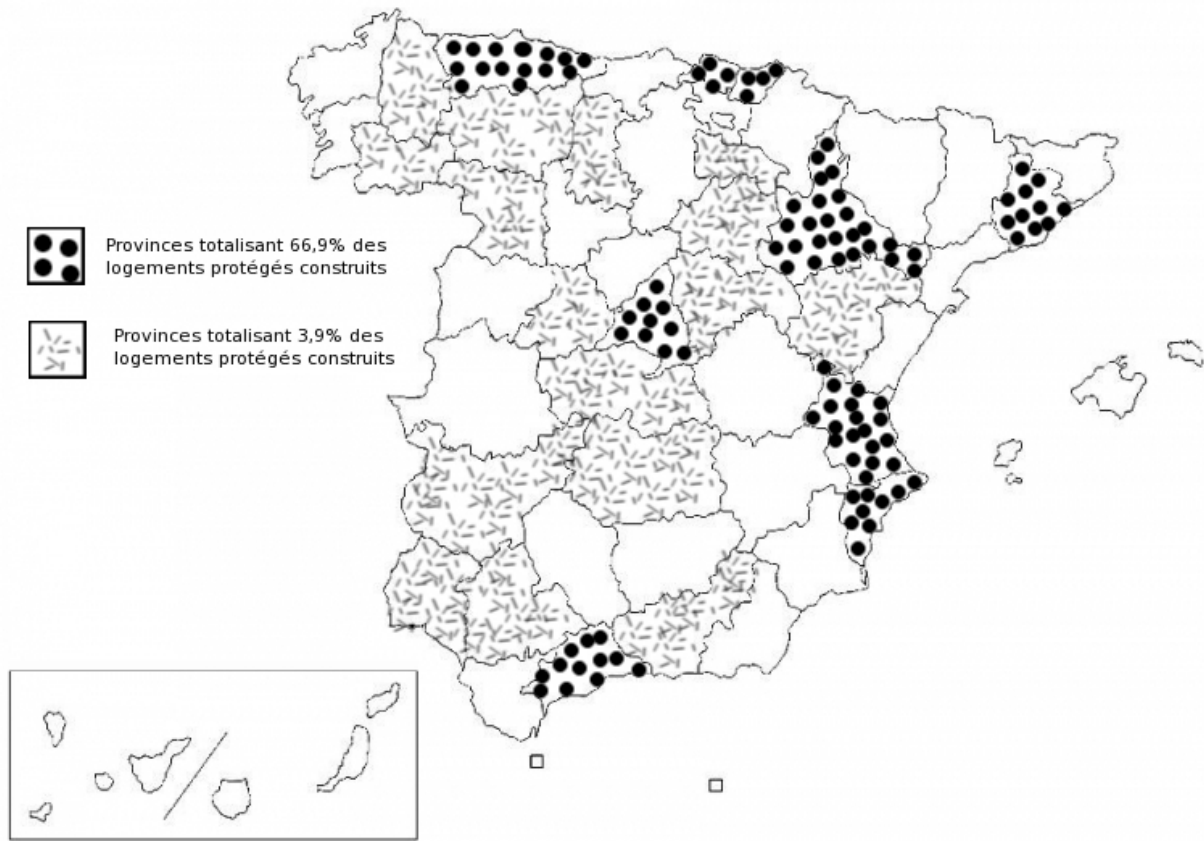 Provinces totalisant 66,9% des
logements protégés construits
Provinces totalisant 3,9% des
logements protégés construits